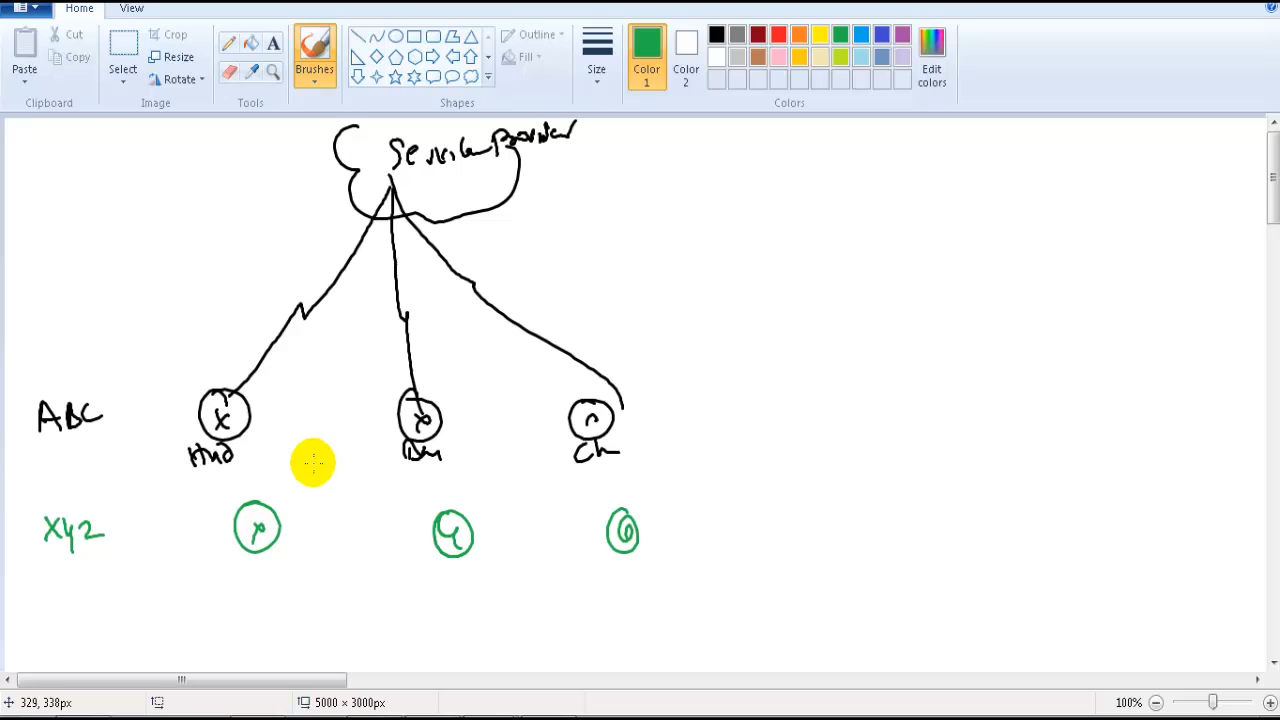 Home
View
Paste
Cut
Copy
Clipboard
Select
Crop
Resize
Rotate
Image
A
Tools
Brushes
Outline
Fill
Shapes
Size
Color 1
Color 2
Edit colors
Colors
Service Provider
ABC
x
Hyd
x
Ch
XYZ
329, 338px
5000 × 3000px
100%